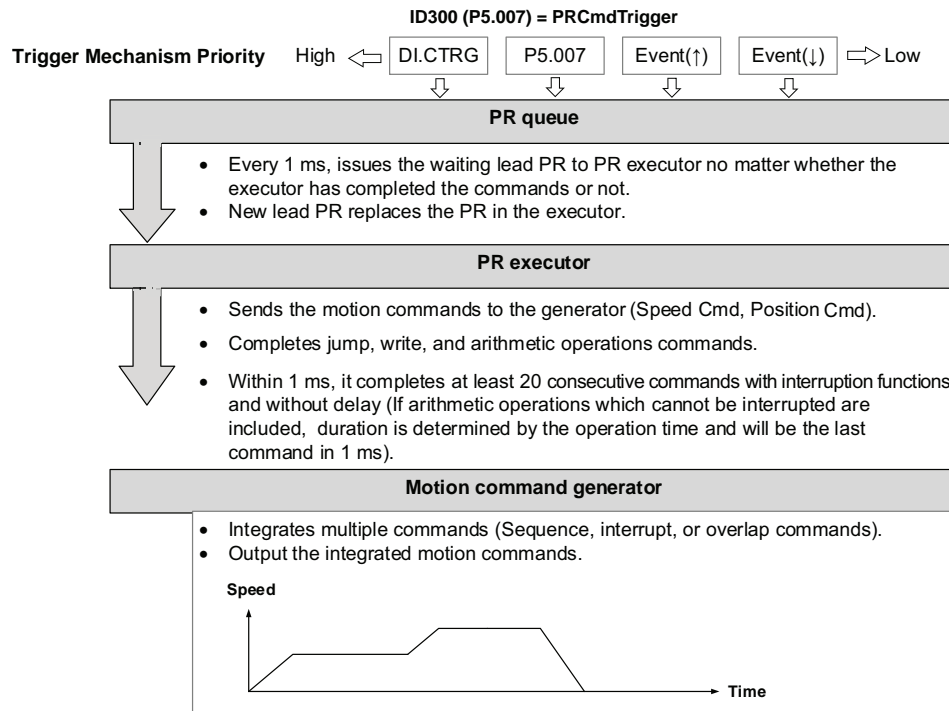 ID300 (P5.007) = PRCmdTrigger
Trigger Mechanism Priority High DI.CTRG P5.007 Event(↑) Event(↓) Low
PR queue
• Every 1 ms, issues the waiting lead PR to PR executor no matter whether the
executor has completed the commands or not.
• New lead PR replaces the PR in the executor.
PR executor
• Sends the motion commands to the generator (Speed Cmd, Position Cmd).
• Completes jump, write, and arithmetic operations commands.
• Within 1 ms, it completes at least 20 consecutive commands with interruption functions
and without delay (If arithmetic operations which cannot be interrupted are
included, duration is determined by the operation time and will be the last
command in 1 ms).
Motion command generator
• Integrates multiple commands (Sequence, interrupt, or overlap commands).
• Output the integrated motion commands.
Speed
Time